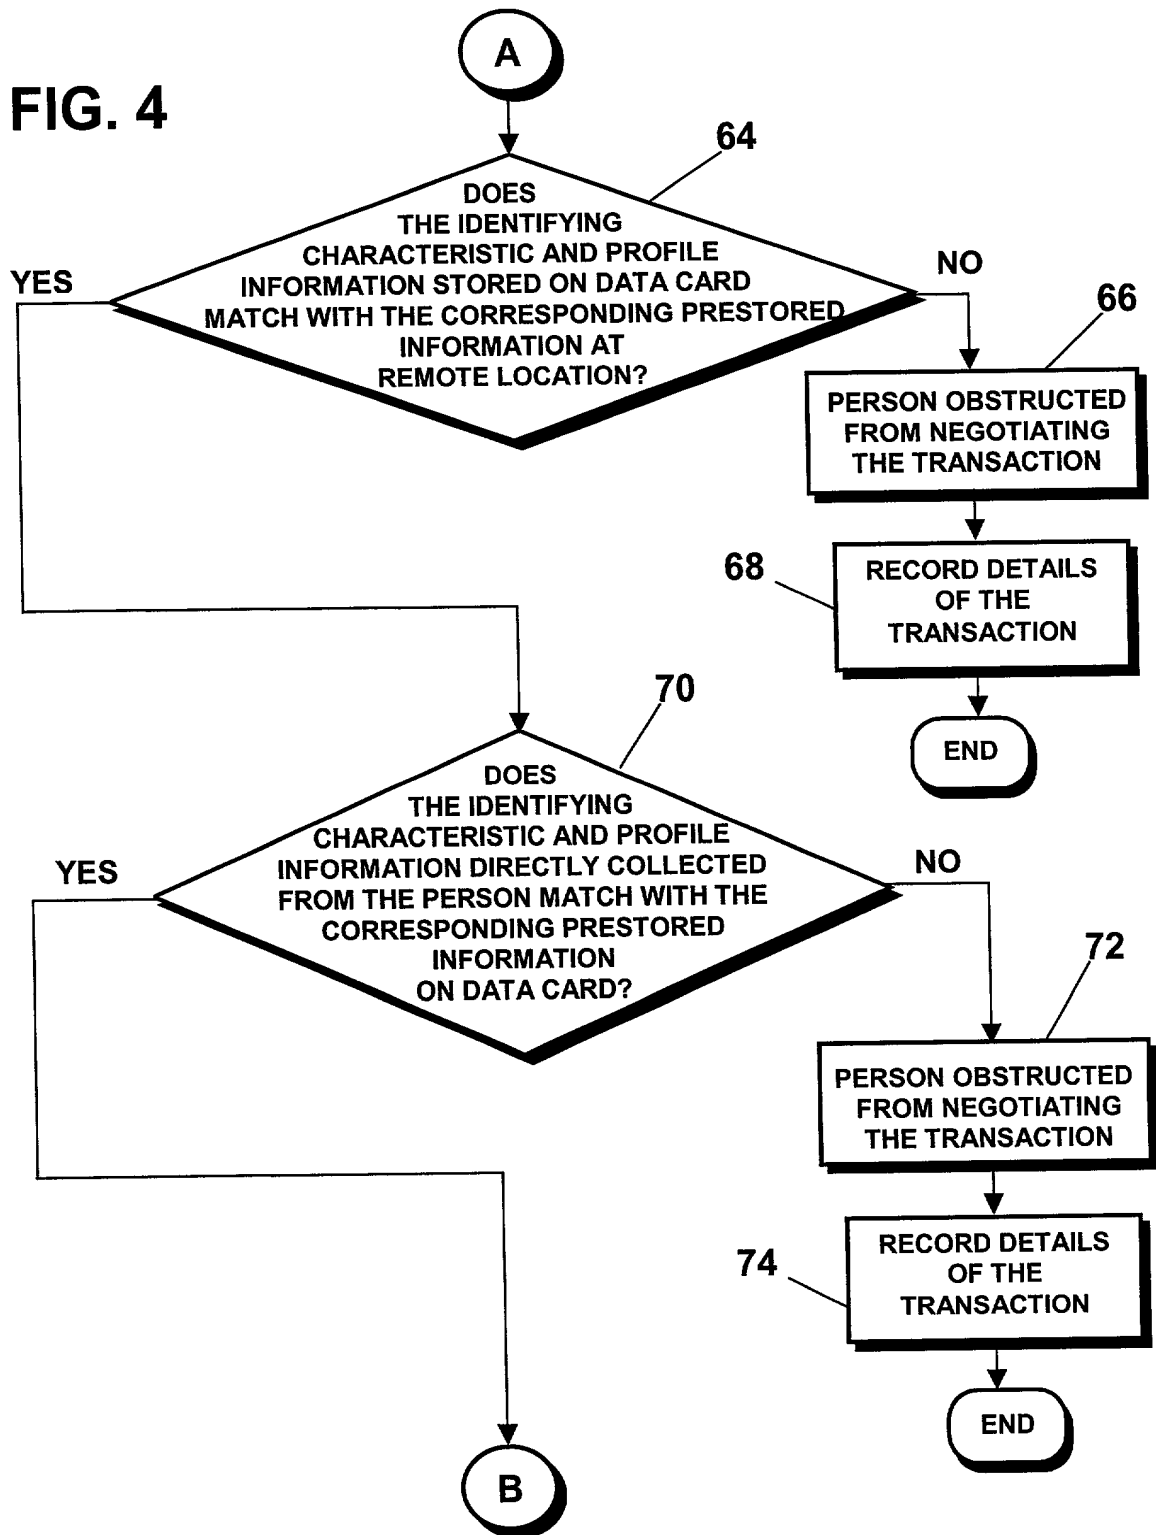 A
FIG. 4
64
DOES
THE IDENTIFYING
CHARACTERISTIC AND PROFILE
INFORMATION STORED ON DATA CARD
MATCH WITH THE CORRESPONDING PRESTORED
INFORMATION AT
REMOTE LOCATION?
YES
NO
66
PERSON OBSTRUCTED
FROM NEGOTIATING
THE TRANSACTION
68
RECORD DETAILS
OF THE
TRANSACTION
END
70
DOES
THE IDENTIFYING
CHARACTERISTIC AND PROFILE
INFORMATION DIRECTLY COLLECTED
FROM THE PERSON MATCH WITH THE
CORRESPONDING PRESTORED
INFORMATION
ON DATA CARD?
YES
NO
72
PERSON OBSTRUCTED
FROM NEGOTIATING
THE TRANSACTION
74
RECORD DETAILS
OF THE
TRANSACTION
END
B